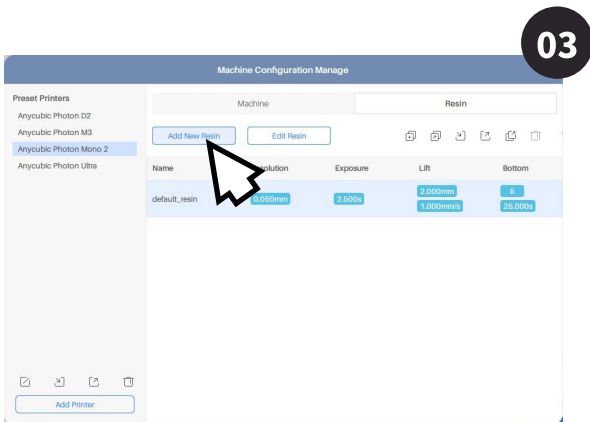 03
Machine Configuration Manage
Preset Printers
Anycubic Photon D2
Anycubic Photon M3
Anycubic Photon Mono 2
Anycubic Photon Ultra
Machine
Resin
Add New Resin
Edit Resin
Name
Exposure
Lift
Bottom
default_resin
0.050mm
2.500s
2.000mm
5
1.000mm/s
25.000s
Add Printer